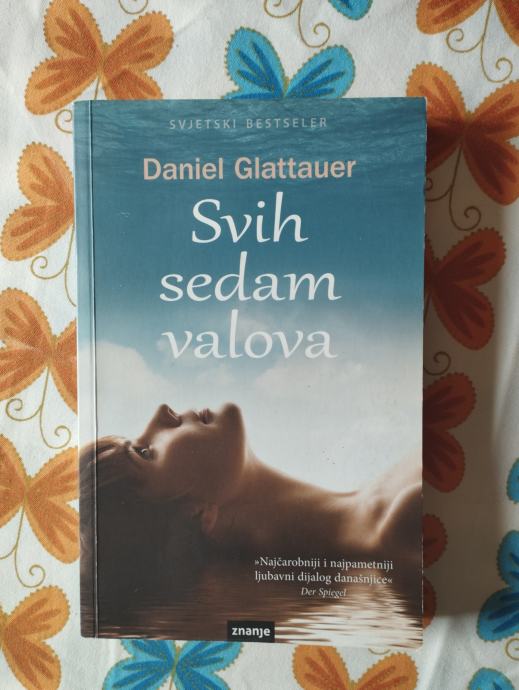 SVJETSKI BESTSELER
Daniel Glattauer
Svih
sedam
valova
»Najčarobniji i najpametniji
ljubavni dijalog današnjice«
Der Spiegel
znanje